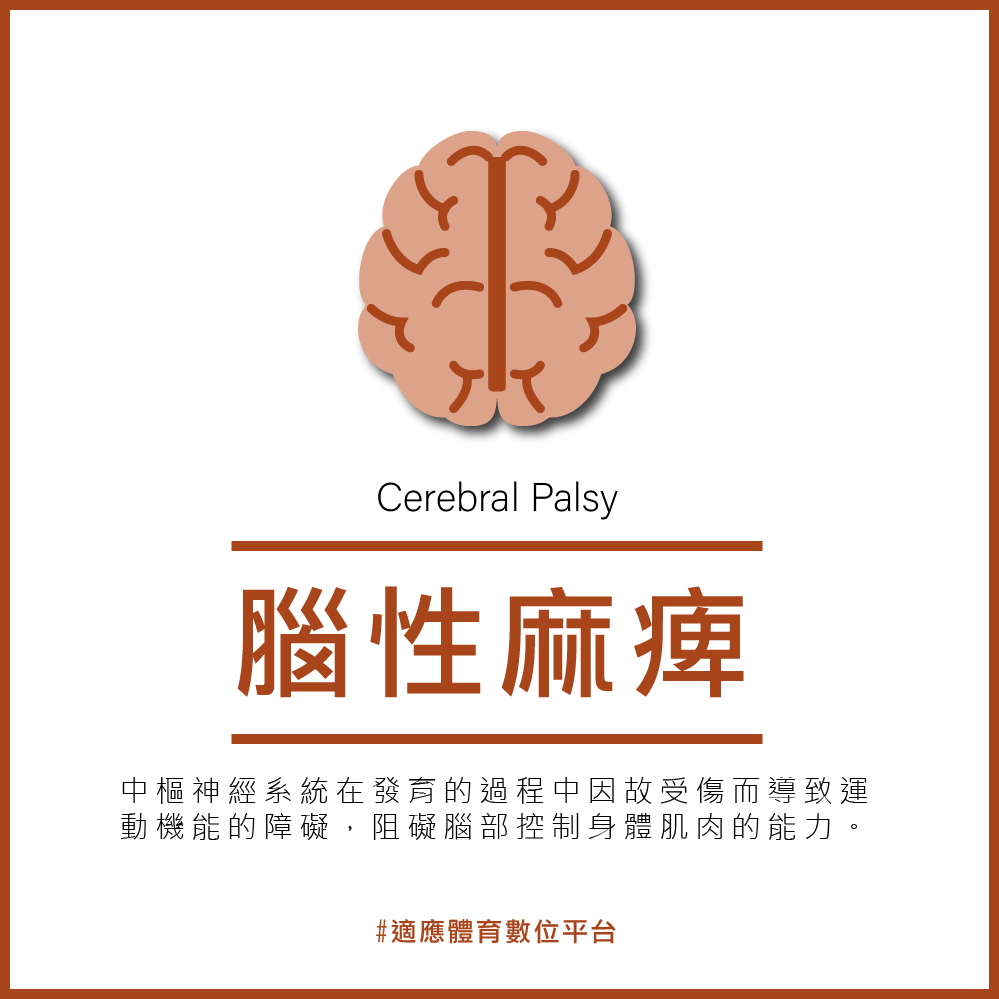 Cerebral Palsy
腦性麻痺
中樞神經系統在發育的過程中因故受傷而導致運
動機能的障礙，阻礙腦部控制身體肌肉的能力。
#適應體育數位平台